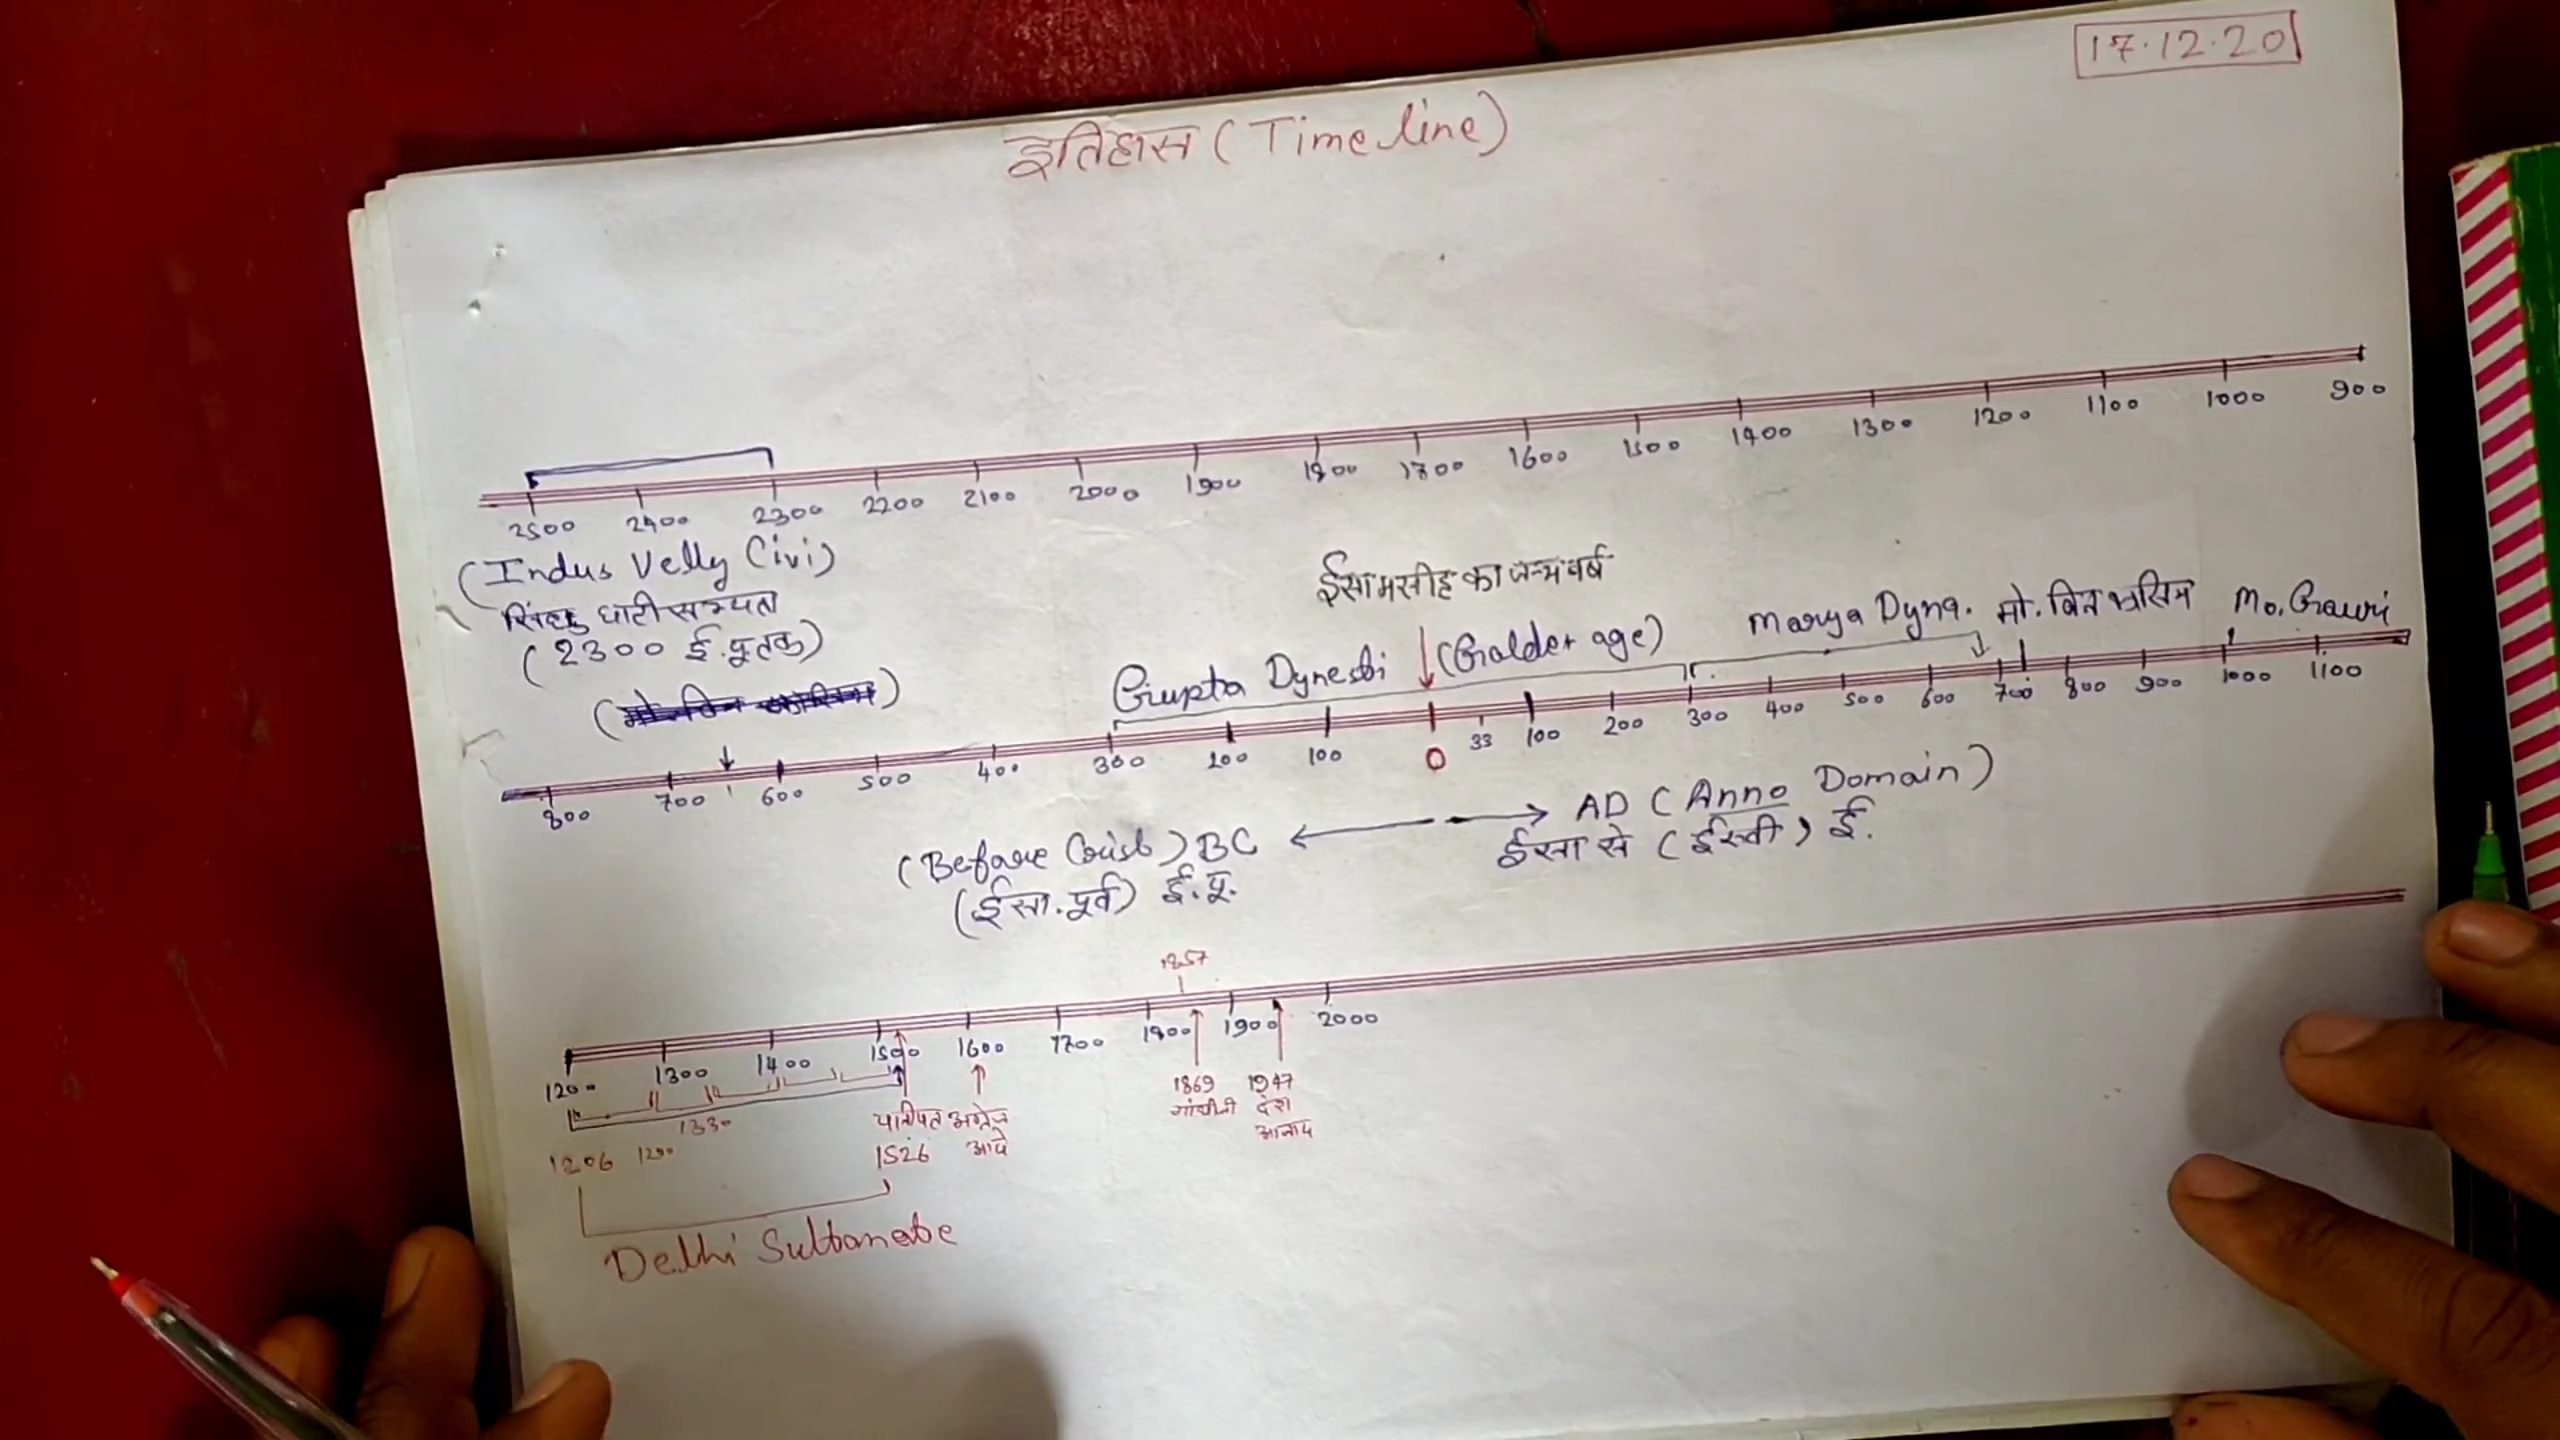 17.12.20
इतिहास (Time line)
2500 2400 2300 2200 2100 2000 1900 1800 1700 1600 1500 1400 1300 1200 1100 1000 900
(Indus Velly Civi)
सिंधु घाटी सभ्यता
(2300 ई.पू तक)
ईसा मसीह का जन्म वर्ष
Giupta Dynesti (Golden age) Marya Dyna. मो. बिन कासिम Mo. Gawri
800 700 600 500 400 300 200 100 0 33 100 200 300 400 500 600 700 800 900 1000 1100
(Before Crist) BC ← → AD (Anno Domain)
(ईसा.पूर्व) ई.पू. ईसा से (ईस्वी) ई.
1857
1200 1300 1400 1500 1600 1700 1800 1900 2000
1206 1290 1330
पानीपत 1526
अंग्रेज आये
1869 गांधीजी
1947 देश आजाद
Delhi Sultanate